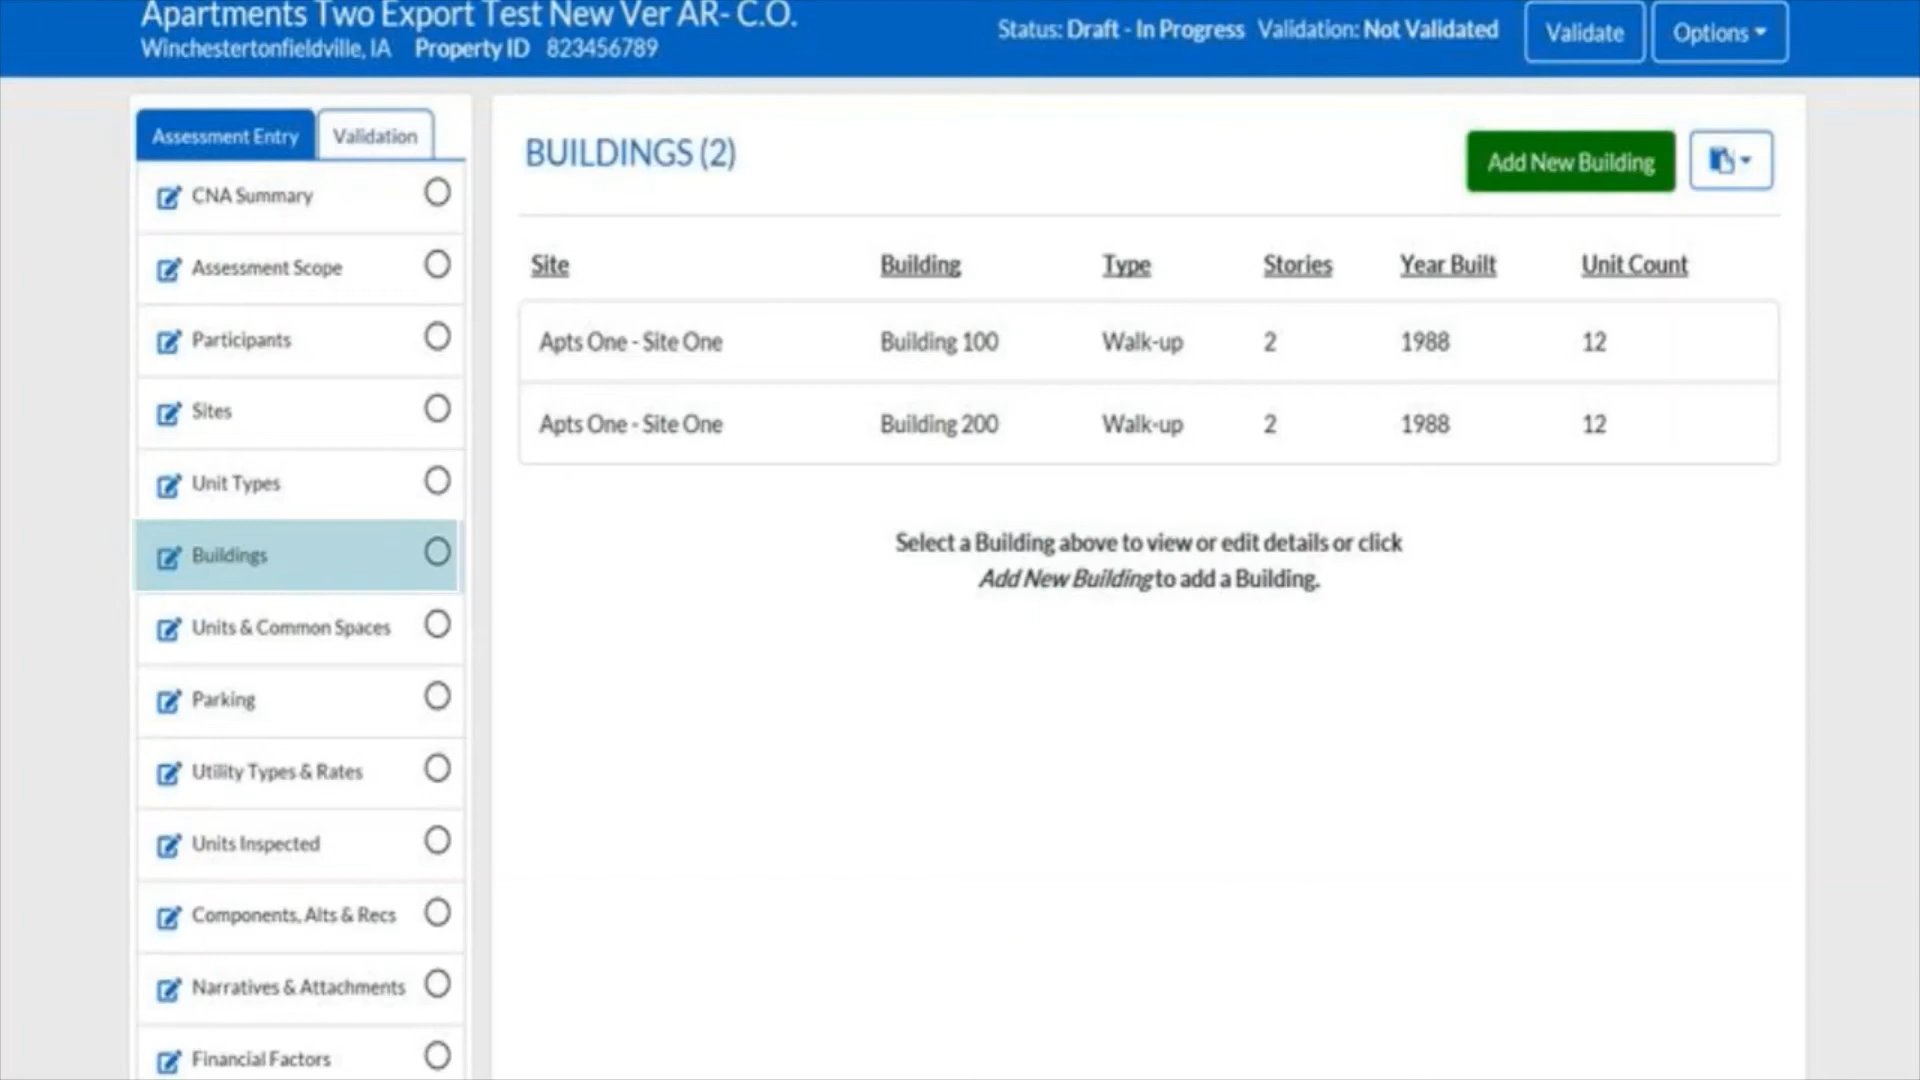 Apartments Two Export Test New Ver AR- C.O.
Winchestertonfieldville, IA Property ID 823456789
Status: Draft - In Progress Validation: Not Validated
Validate
Options
Assessment Entry
Validation
CNA Summary
Assessment Scope
Participants
Sites
Unit Types
Buildings
Units & Common Spaces
Parking
Utility Types & Rates
Units Inspected
Components, Alts & Recs
Narratives & Attachments
Financial Factors
BUILDINGS (2)
Add New Building
Site Building Type Stories Year Built Unit Count
Apts One - Site One Building 100 Walk-up 2 1988 12
Apts One - Site One Building 200 Walk-up 2 1988 12
Select a Building above to view or edit details or click
Add New Building to add a Building.